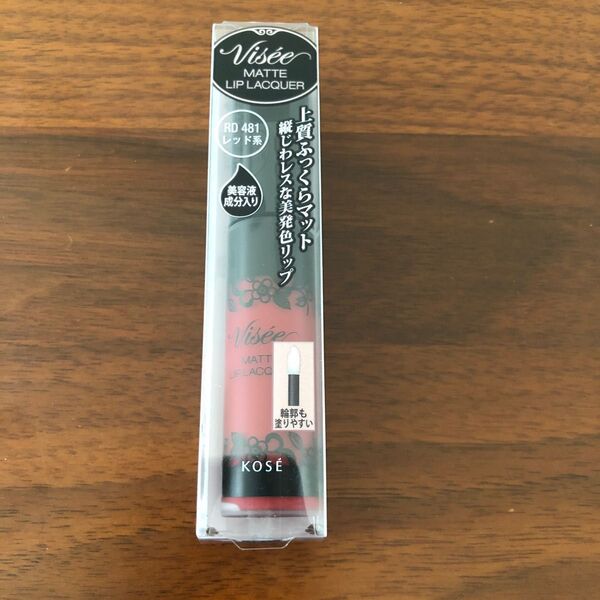 Visée
MATTE
LIP LACQUER
RD 481
レッド系
上質ふっくらマット
縦じわレスな美発色リップ
美容液
成分入り
Visée
MATT
LIP LACQ
輪郭も
塗りやすい
KOSÉ